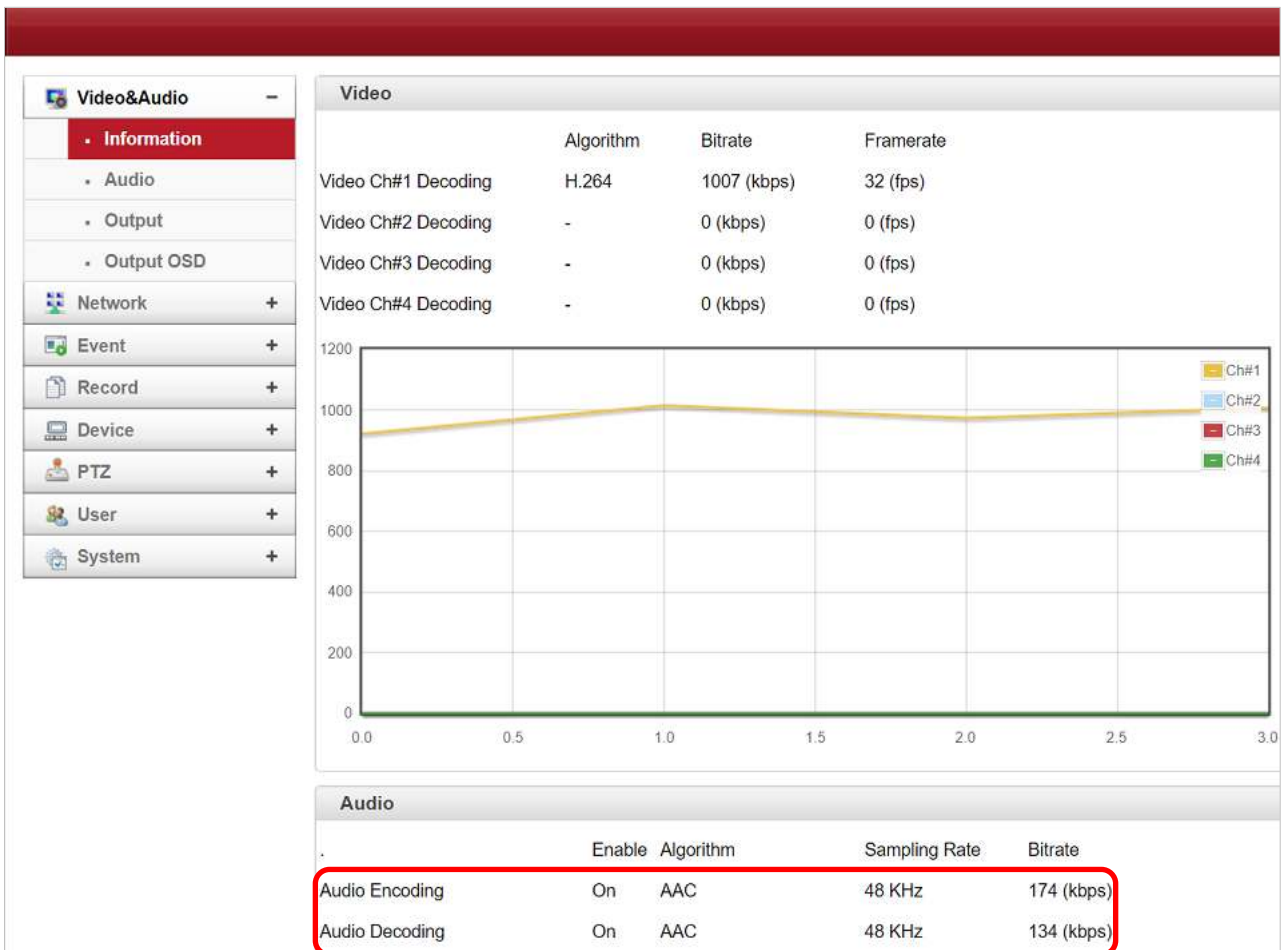 Video&Audio −
Information
Audio
Output
Output OSD
Network +
Event +
Record +
Device +
PTZ +
User +
System +
Video
Algorithm Bitrate Framerate
Video Ch#1 Decoding H.264 1007 (kbps) 32 (fps)
Video Ch#2 Decoding - 0 (kbps) 0 (fps)
Video Ch#3 Decoding - 0 (kbps) 0 (fps)
Video Ch#4 Decoding - 0 (kbps) 0 (fps)
1200
1000
800
600
400
200
0
0.0 0.5 1.0 1.5 2.0 2.5 3.0
Ch#1
Ch#2
Ch#3
Ch#4
Audio
. Enable Algorithm Sampling Rate Bitrate
Audio Encoding On AAC 48 KHz 174 (kbps)
Audio Decoding On AAC 48 KHz 134 (kbps)